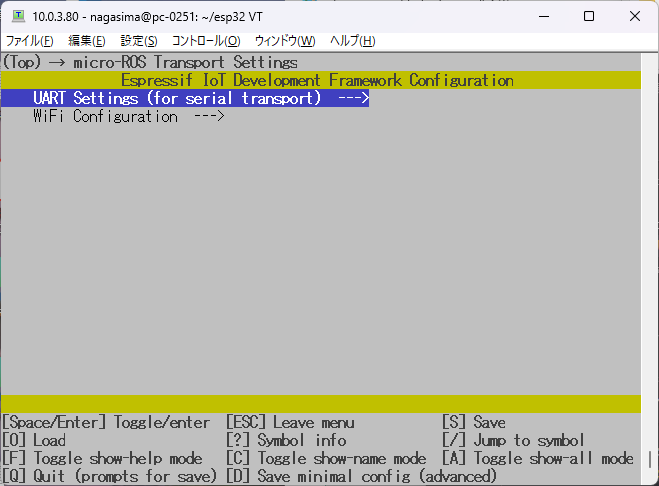 10.0.3.80 - nagasima@pc-0251: ~/esp32 VT
ファイル(F) 編集(E) 設定(S) コントロール(O) ウィンドウ(W) ヘルプ(H)
(Top) → micro-ROS Transport Settings
Espressif IoT Development Framework Configuration
UART Settings (for serial transport) --->
WiFi Configuration --->
[Space/Enter] Toggle/enter [ESC] Leave menu [S] Save
[O] Load [?] Symbol info [/] Jump to symbol
[F] Toggle show-help mode [C] Toggle show-name mode [A] Toggle show-all mode
[Q] Quit (prompts for save) [D] Save minimal config (advanced)